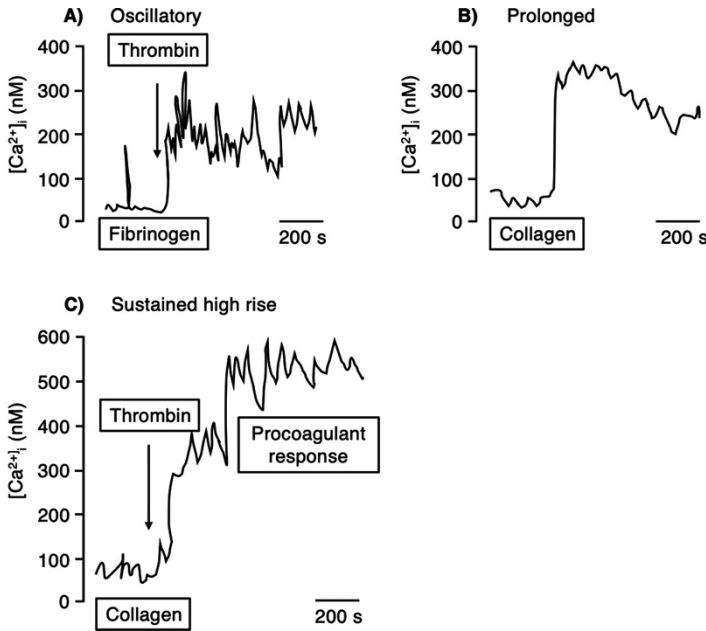 A) Oscillatory
Thrombin
[Ca²⁺]ᵢ (nM)
400
300
200
100
0
Fibrinogen
200 s
B) Prolonged
[Ca²⁺]ᵢ (nM)
400
300
200
100
0
Collagen
200 s
C) Sustained high rise
[Ca²⁺]ᵢ (nM)
600
500
400
300
200
100
0
Thrombin
Procoagulant
response
Collagen
200 s